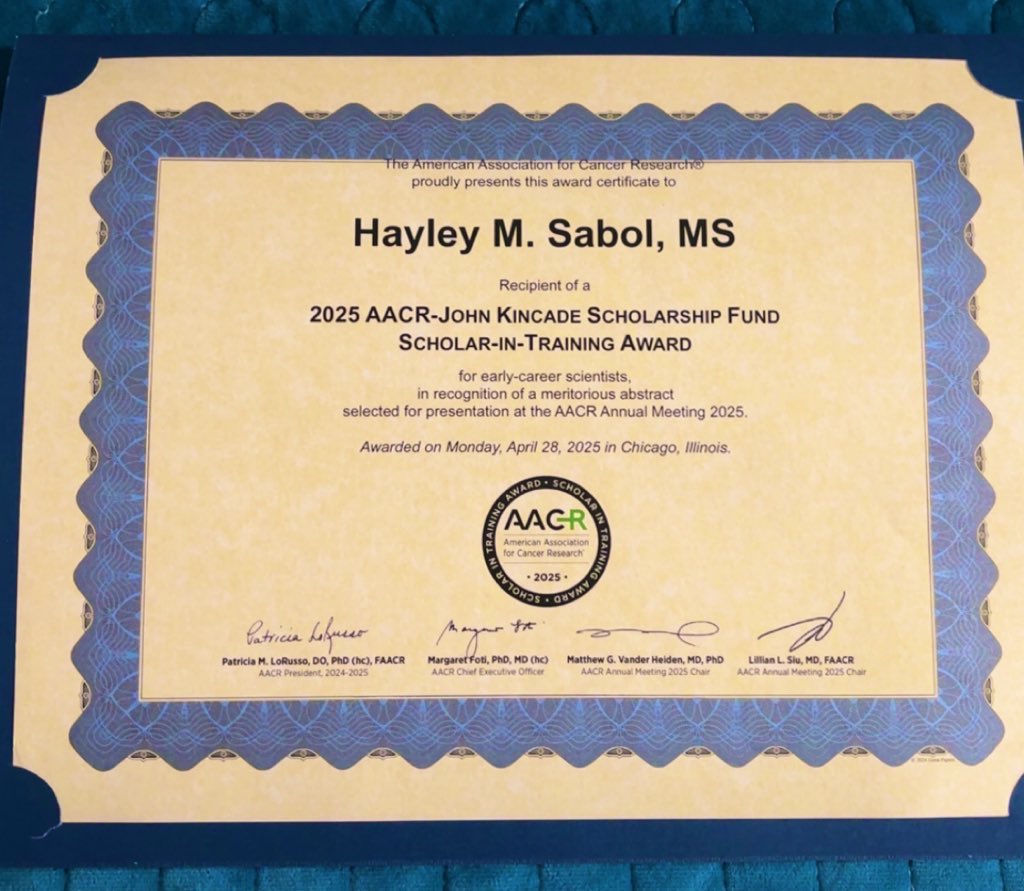 The American Association for Cancer Research®
proudly presents this award certificate to
Hayley M. Sabol, MS
Recipient of a
2025 AACR-John Kincade Scholarship Fund
Scholar-in-Training Award
for early-career scientists,
in recognition of a meritorious abstract
selected for presentation at the AACR Annual Meeting 2025.
Awarded on Monday, April 28, 2025 in Chicago, Illinois.
SCHOLAR IN TRAINING AWARD • SCHOLAR IN TRAINING AWARD •
AACR
American Association
for Cancer Research®
• 2025 •
Patricia LoRusso
Patricia M. LoRusso, DO, PhD (hc), FAACR
AACR President, 2024-2025
Margaret Foti
Margaret Foti, PhD, MD (hc)
AACR Chief Executive Officer
Matthew G. Vander Heiden, MD, PhD
AACR Annual Meeting 2025 Chair
Lillian L. Siu, MD, FAACR
AACR Annual Meeting 2025 Chair